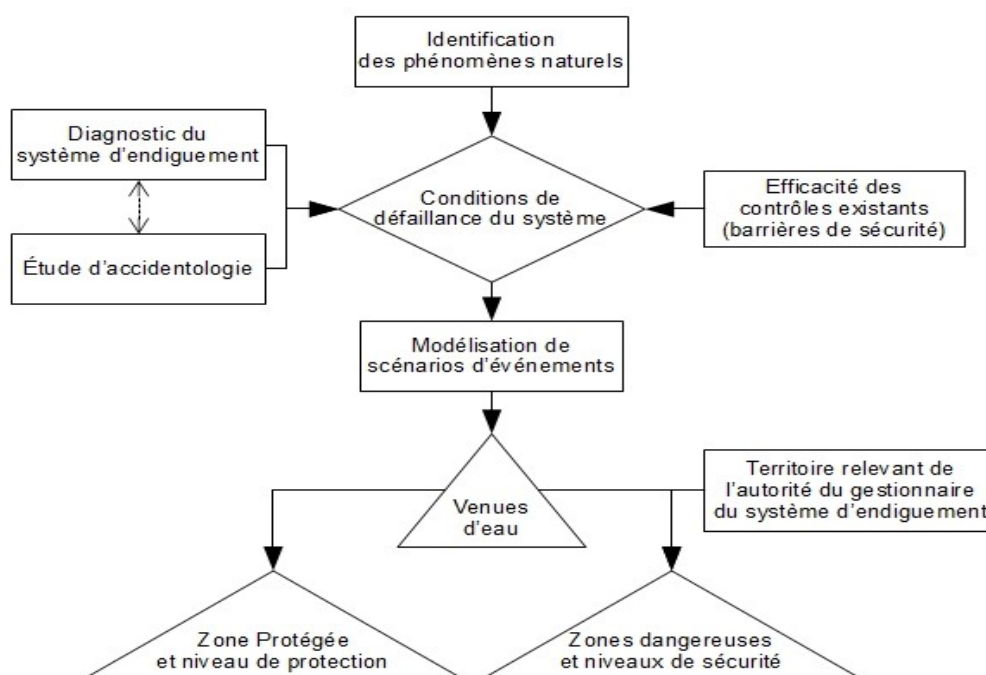 Identification
des phénomènes naturels
Diagnostic du
système d'endiguement
Conditions de
défaillance du système
Efficacité des
contrôles existants
(barrières de sécurité)
Étude d'accidentologie
Modélisation de
scénarios d'événements
Venues
d'eau
Territoire relevant de
l'autorité du gestionnaire
du système d'endiguement
Zone Protégée
et niveau de protection
Zones dangereuses
et niveaux de sécurité